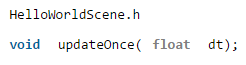 HelloWorldScene.h
void updateOnce( float dt);